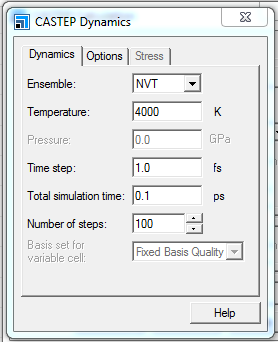 CASTEP Dynamics
Dynamics Options Stress
Ensemble: NVT
Temperature: 4000 K
Pressure: 0.0 GPa
Time step: 1.0 fs
Total simulation time: 0.1 ps
Number of steps: 100
Basis set for
variable cell: Fixed Basis Quality
Help